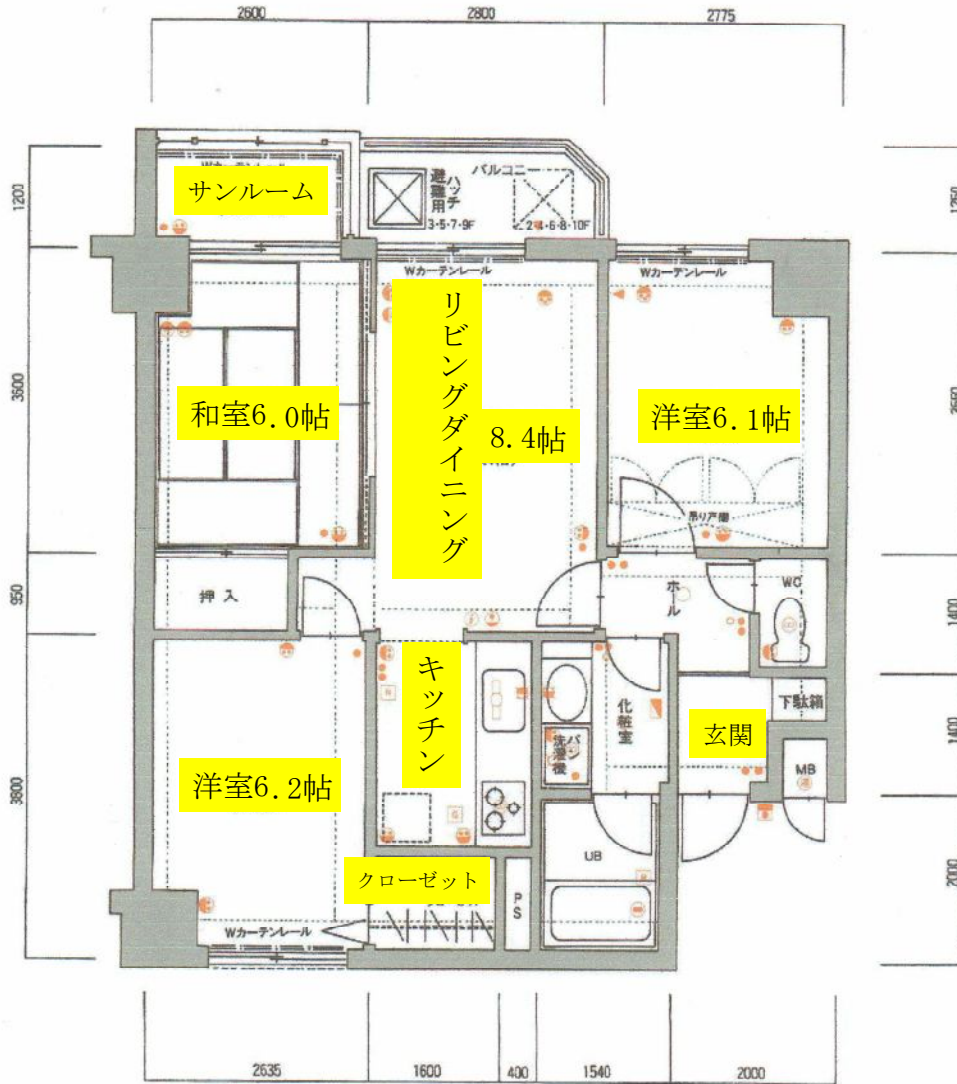 2600
2800
2775
1200
サンルーム
避難用
ハッチ
3・5・7・9F
バルコニー
2・4・6・8・10F
Wカーテンレール
Wカーテンレール
3600
和室6.0帖
リビングダイニング
8.4帖
洋室6.1帖
吊り戸棚
950
押入
ホール
WC
1400
キッチン
化粧室
洗濯機
パン
玄関
下駄箱
1400
MB
3800
洋室6.2帖
クローゼット
PS
UB
2000
Wカーテンレール
2635
1600
400
1540
2000